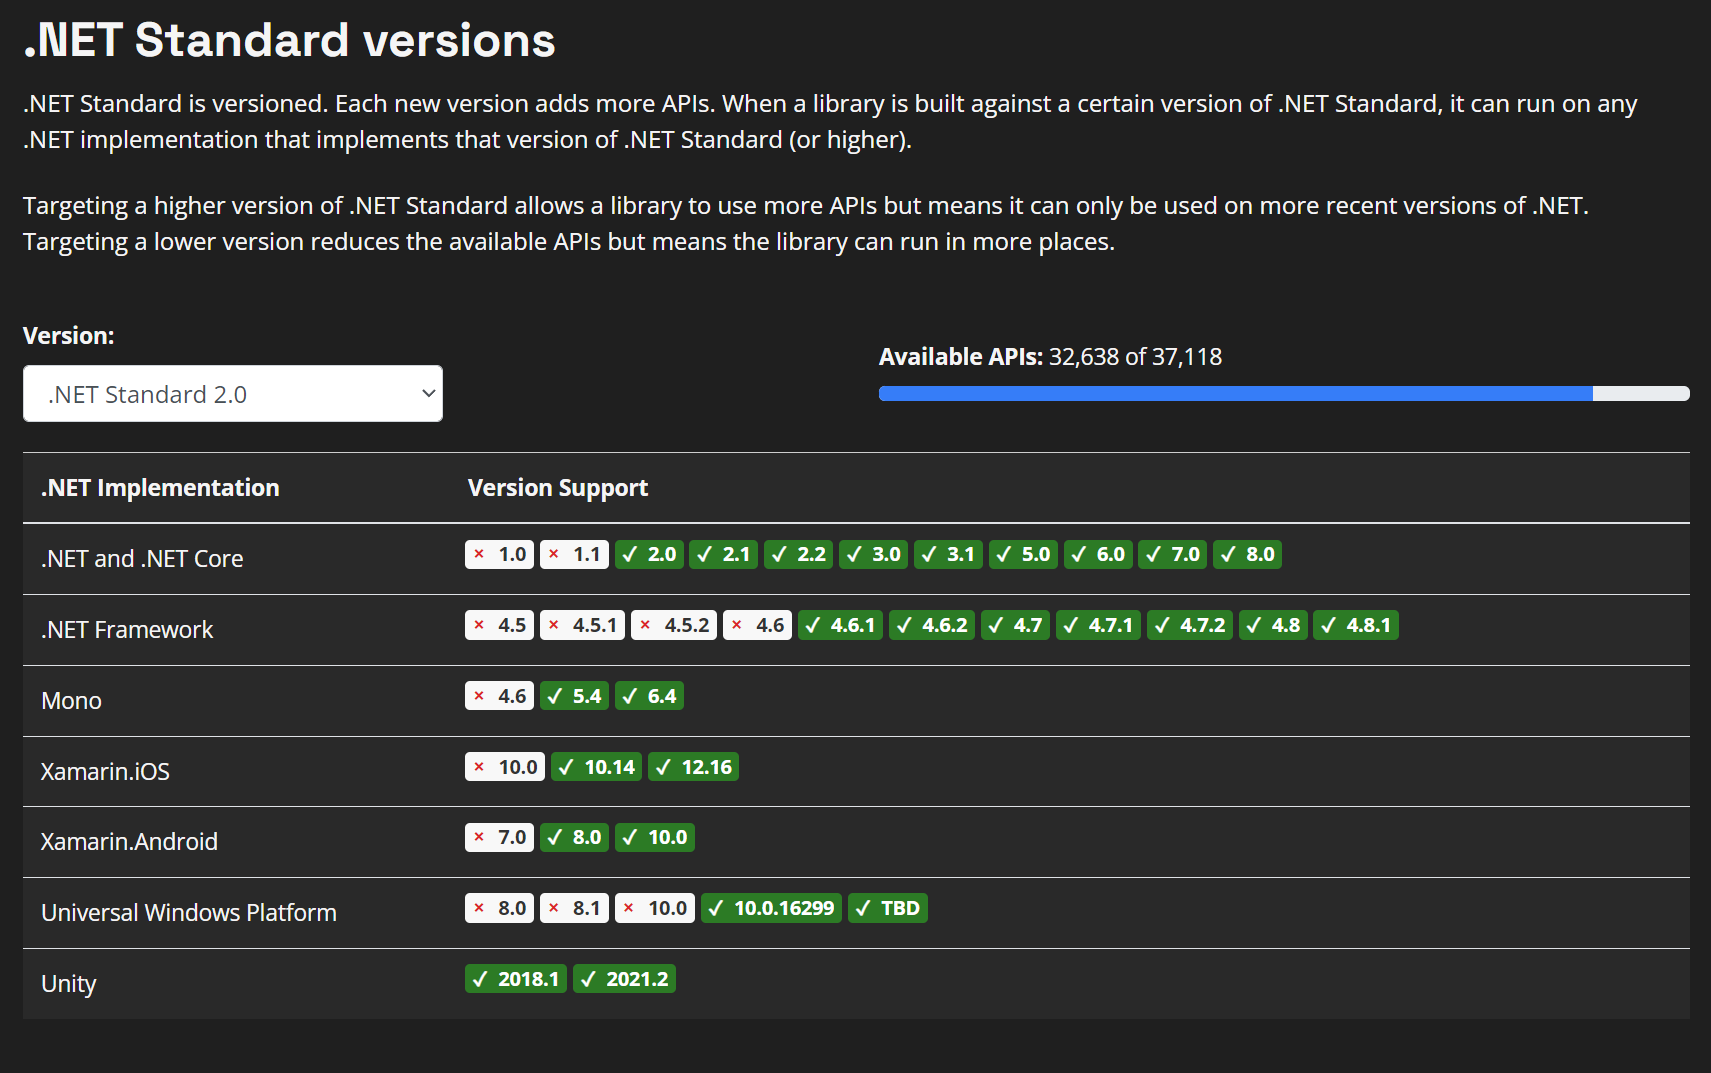 .NET Standard versions
.NET Standard is versioned. Each new version adds more APIs. When a library is built against a certain version of .NET Standard, it can run on any
.NET implementation that implements that version of .NET Standard (or higher).
Targeting a higher version of .NET Standard allows a library to use more APIs but means it can only be used on more recent versions of .NET.
Targeting a lower version reduces the available APIs but means the library can run in more places.
Version:
.NET Standard 2.0
Available APIs: 32,638 of 37,118
.NET Implementation Version Support
.NET and .NET Core × 1.0 × 1.1 ✓ 2.0 ✓ 2.1 ✓ 2.2 ✓ 3.0 ✓ 3.1 ✓ 5.0 ✓ 6.0 ✓ 7.0 ✓ 8.0
.NET Framework × 4.5 × 4.5.1 × 4.5.2 × 4.6 ✓ 4.6.1 ✓ 4.6.2 ✓ 4.7 ✓ 4.7.1 ✓ 4.7.2 ✓ 4.8 ✓ 4.8.1
Mono × 4.6 ✓ 5.4 ✓ 6.4
Xamarin.iOS × 10.0 ✓ 10.14 ✓ 12.16
Xamarin.Android × 7.0 ✓ 8.0 ✓ 10.0
Universal Windows Platform × 8.0 × 8.1 × 10.0 ✓ 10.0.16299 ✓ TBD
Unity ✓ 2018.1 ✓ 2021.2